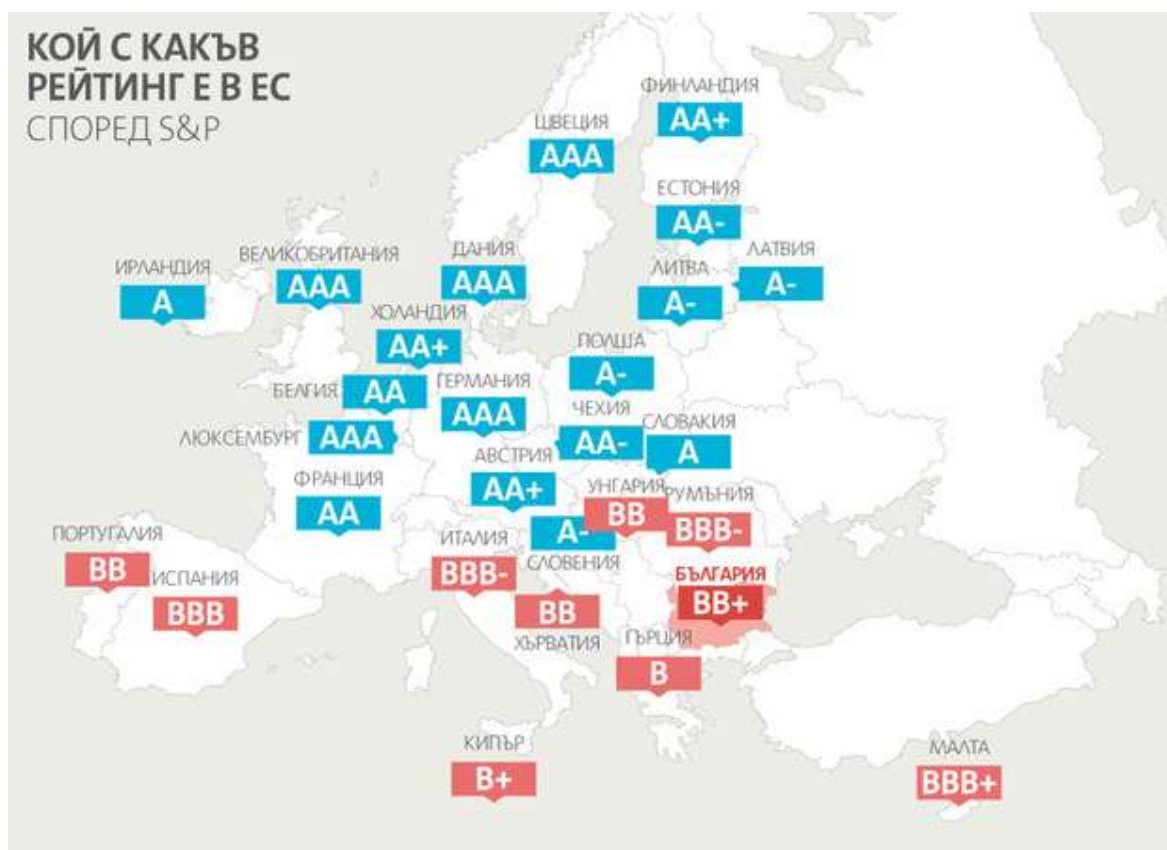 КОЙ С КАКЪВ
РЕЙТИНГ Е В ЕС
СПОРЕД S&P
ФИНЛАНДИЯ
AA+
ШВЕЦИЯ
AAA
ЕСТОНИЯ
AA-
ЛАТВИЯ
A-
ЛИТВА
A-
ДАНИЯ
AAA
ВЕЛИКОБРИТАНИЯ
AAA
ИРЛАНДИЯ
A
ХОЛАНДИЯ
AA+
ПОЛША
A-
БЕЛГИЯ
AA
ГЕРМАНИЯ
AAA
ЧЕХИЯ
AA-
СЛОВАКИЯ
A
ЛЮКСЕМБУРГ
AAA
АВСТРИЯ
AA+
ФРАНЦИЯ
AA
УНГАРИЯ
BB
РУМЪНИЯ
BBB-
A-
СЛОВЕНИЯ
ПОРТУГАЛИЯ
BB
ИСПАНИЯ
BBB
ИТАЛИЯ
BBB-
BB
ХЪРВАТИЯ
БЪЛГАРИЯ
BB+
ГЪРЦИЯ
B
КИПЪР
B+
МАЛТА
BBB+